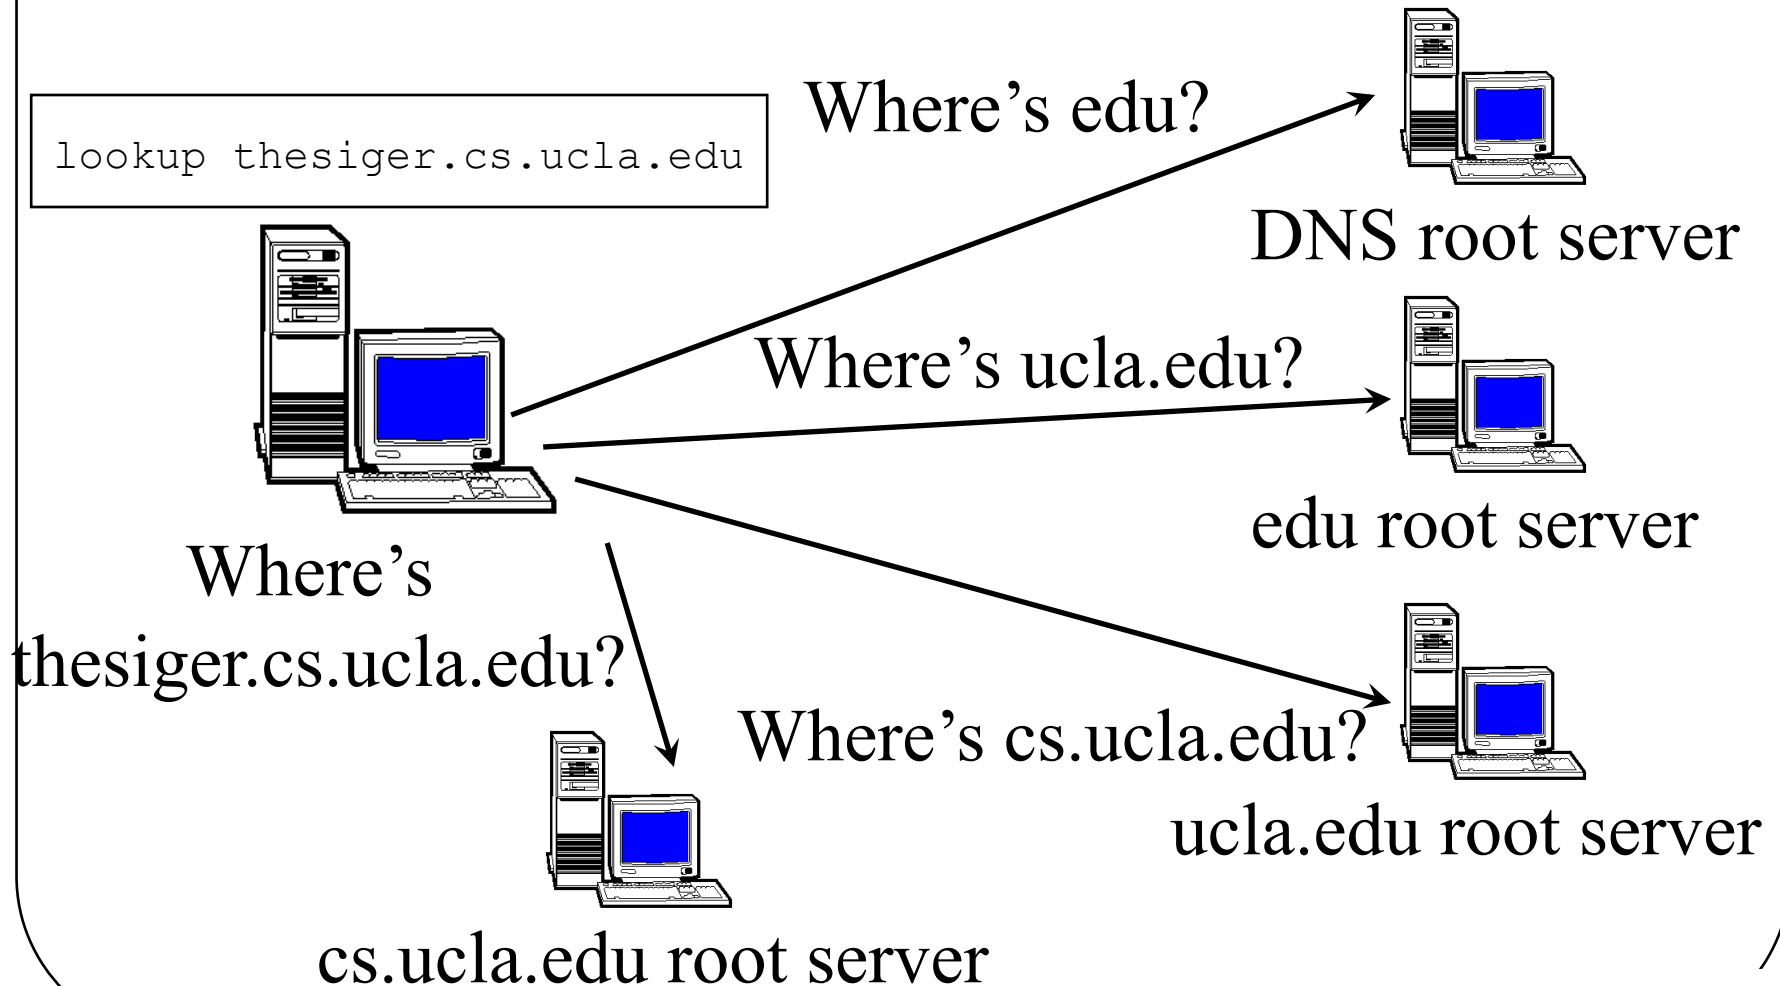 Where’s edu?
lookup thesiger.cs.ucla.edu
DNS root server
Where’s ucla.edu?
edu root server
Where’s
thesiger.cs.ucla.edu?
Where’s cs.ucla.edu?
ucla.edu root server
cs.ucla.edu root server